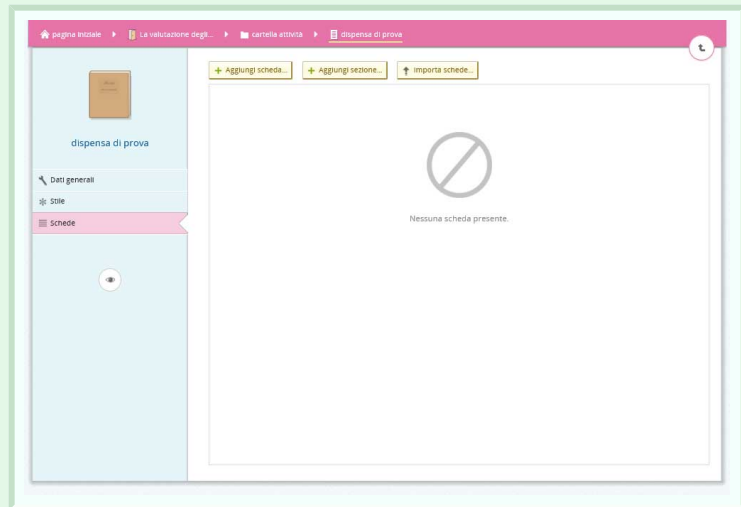 pagina iniziale La valutazione degli... cartella attività dispensa di prova
+ Aggiungi scheda... + Aggiungi sezione... Importa schede...
dispensa di prova
Dati generali
Stile
Schede
Nessuna scheda presente.